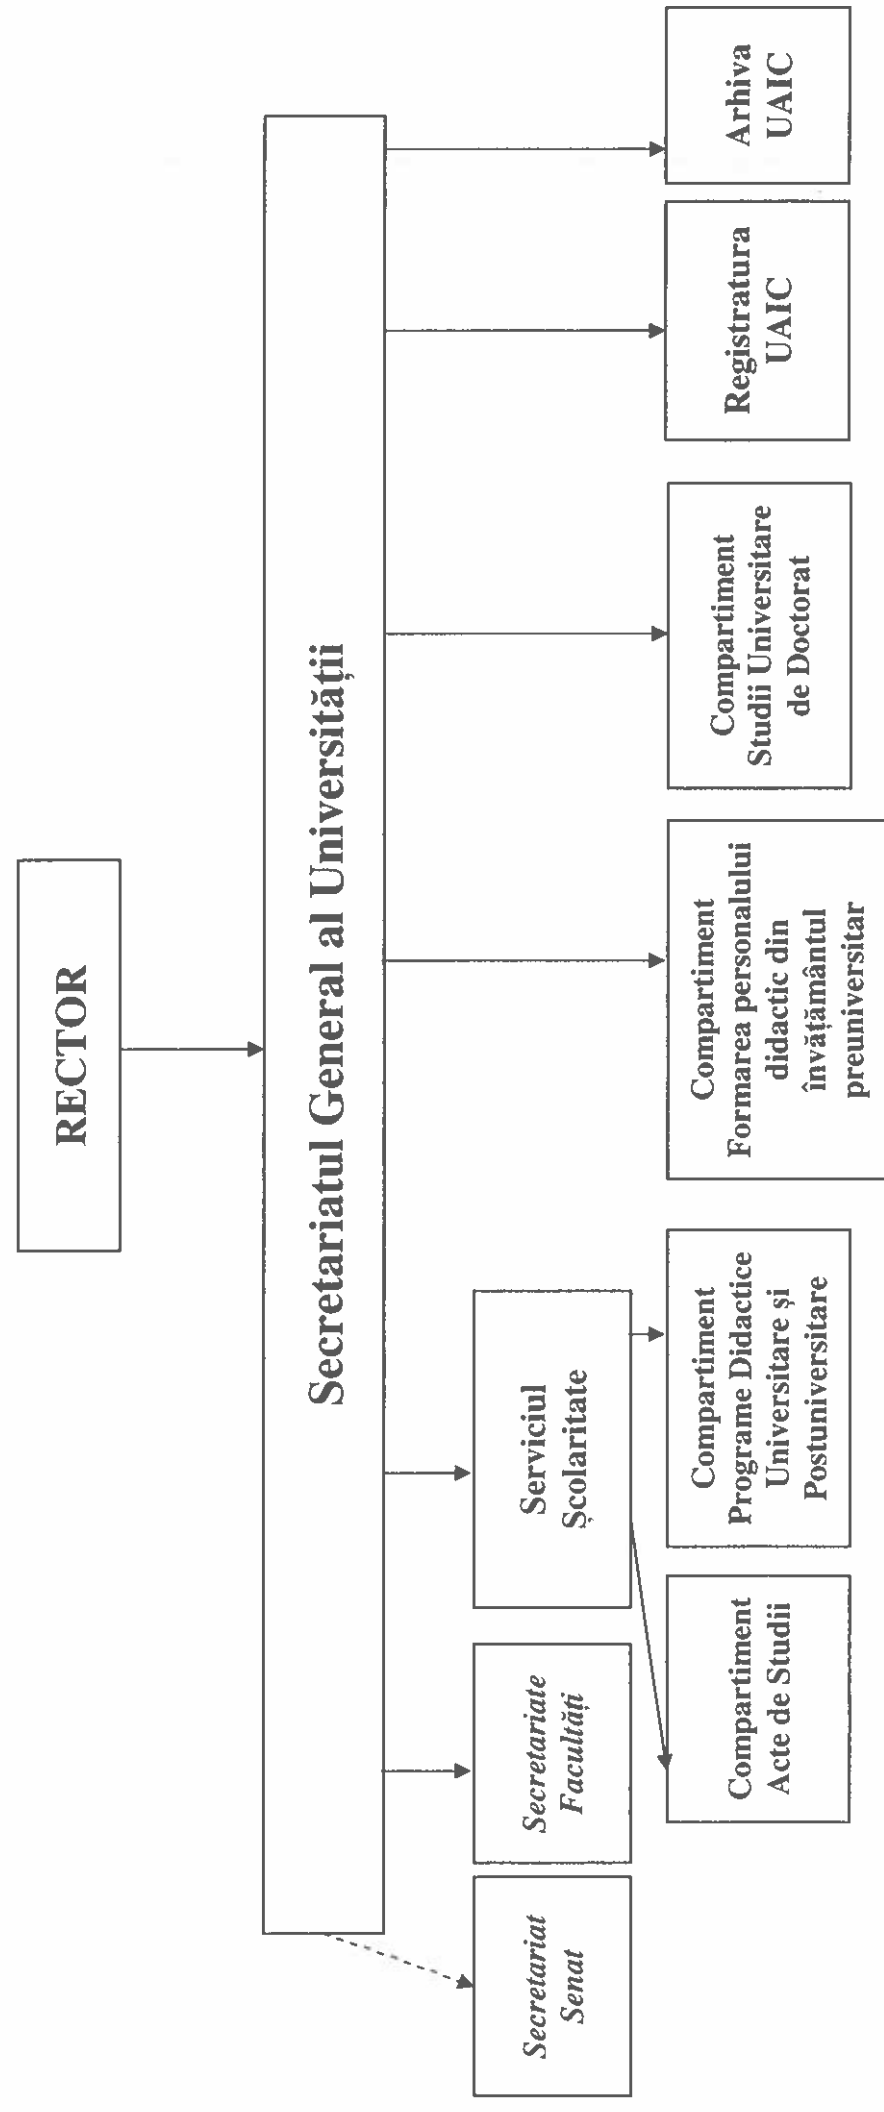 RECTOR
Secretariatul General al Universității
Secretariat
Senat
Secretariate
Facultăți
Serviciul
Școlaritate
Compartiment
Acte de Studii
Compartiment
Programe Didactice
Universitare și
Postuniversitare
Compartiment
Formarea personalului
didactic din
învățământul
preuniversitar
Compartiment
Studii Universitare
de Doctorat
Registratura
UAIC
Arhiva
UAIC